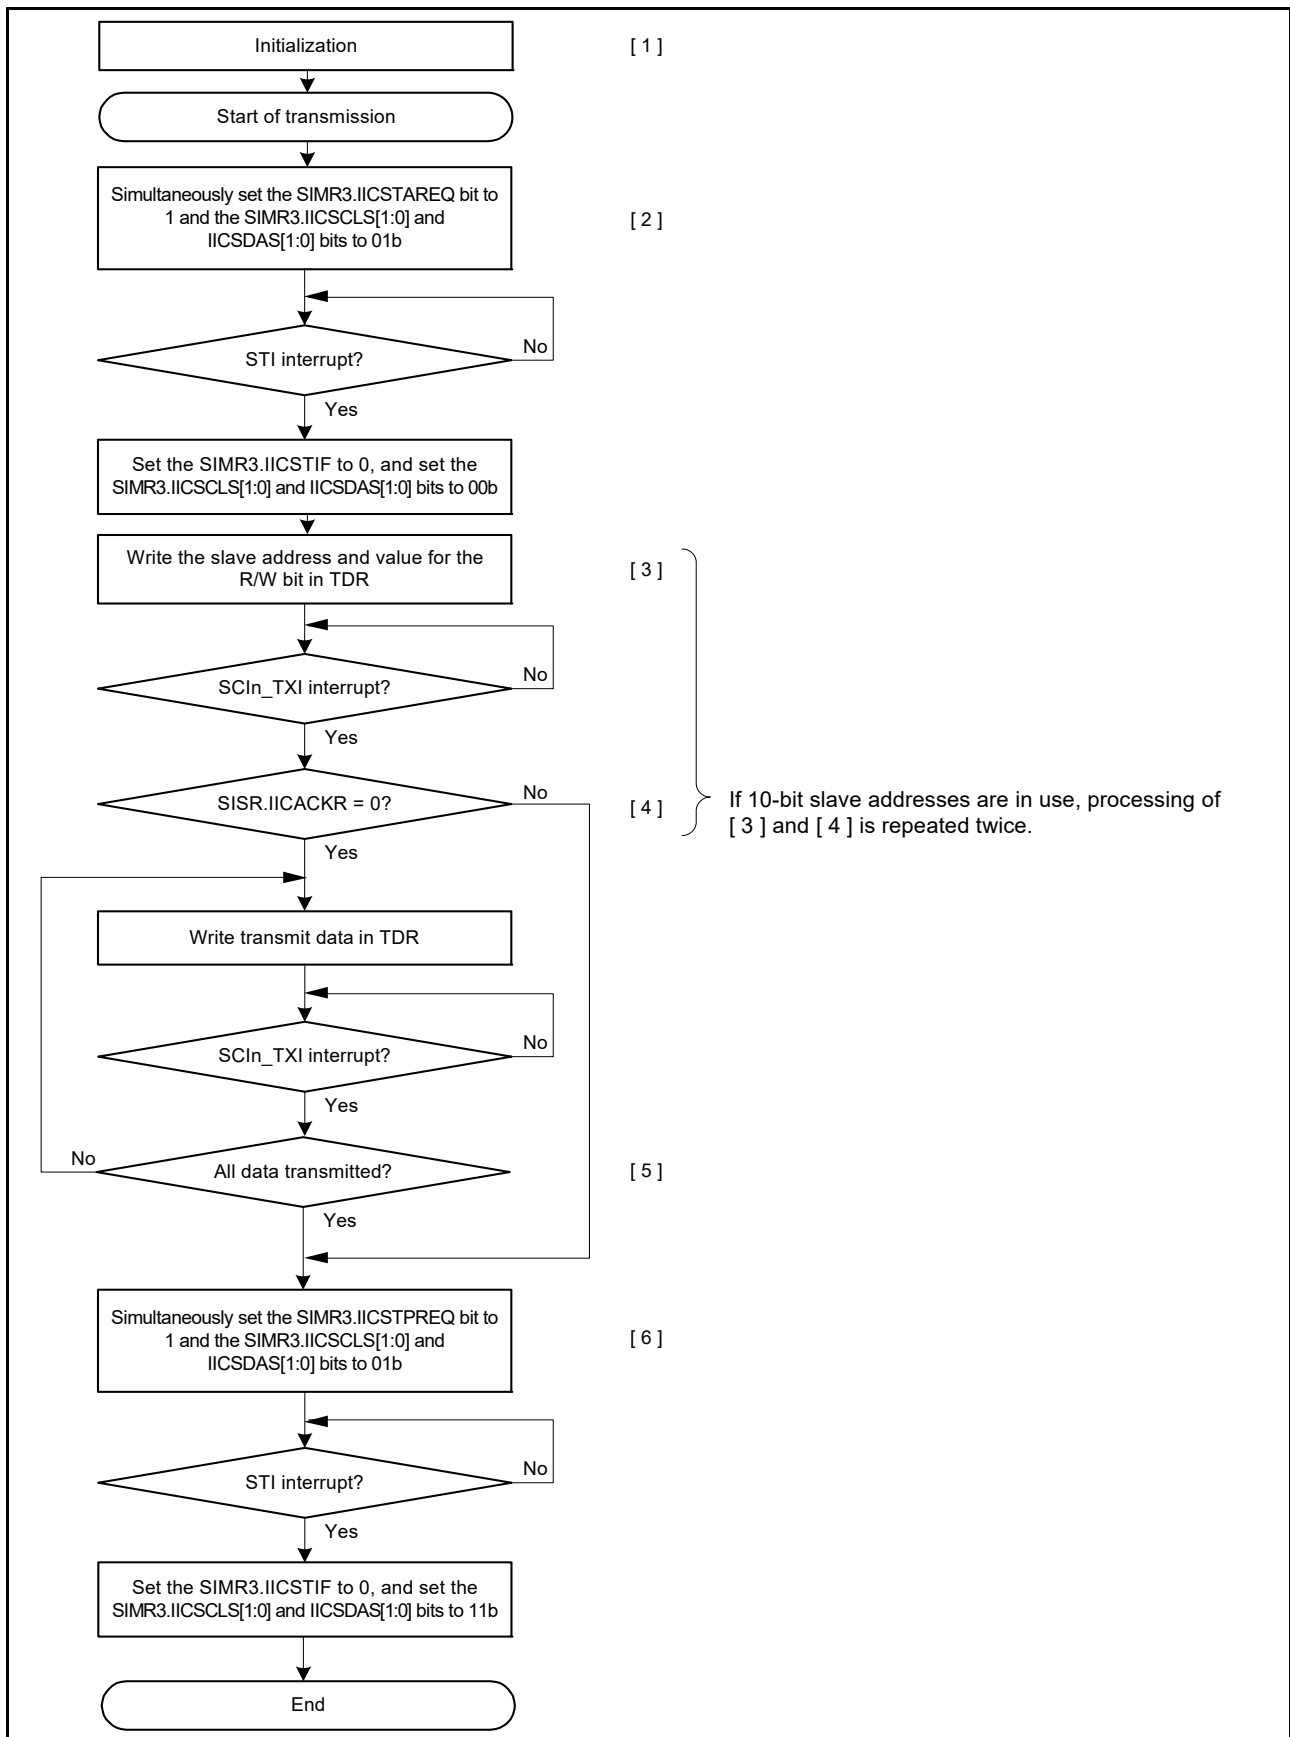 Initialization
[ 1 ]
Start of transmission
Simultaneously set the SIMR3.IICSTAREQ bit to
1 and the SIMR3.IICSCLS[1:0] and
IICSDAS[1:0] bits to 01b
[ 2 ]
STI interrupt?
No
Yes
Set the SIMR3.IICSTIF to 0, and set the
SIMR3.IICSCLS[1:0] and IICSDAS[1:0] bits to 00b
Write the slave address and value for the
R/W bit in TDR
[ 3 ]
SCIn_TXI interrupt?
No
Yes
SISR.IICACKR = 0?
No
[ 4 ]
If 10-bit slave addresses are in use, processing of
[ 3 ] and [ 4 ] is repeated twice.
Yes
Write transmit data in TDR
SCIn_TXI interrupt?
No
Yes
No
All data transmitted?
[ 5 ]
Yes
Simultaneously set the SIMR3.IICSTPREQ bit to
1 and the SIMR3.IICSCLS[1:0] and
IICSDAS[1:0] bits to 01b
[ 6 ]
STI interrupt?
No
Yes
Set the SIMR3.IICSTIF to 0, and set the
SIMR3.IICSCLS[1:0] and IICSDAS[1:0] bits to 11b
End